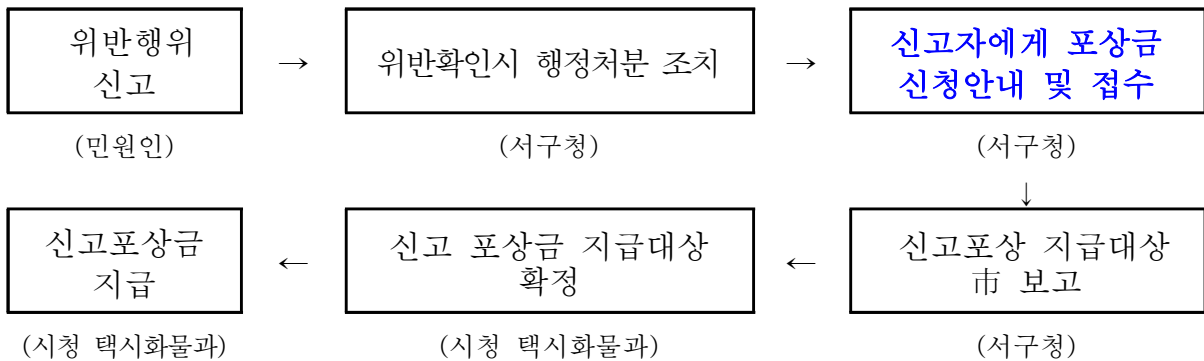 위반행위
신고
→
위반확인시 행정처분 조치
→
신고자에게 포상금
신청안내 및 접수
(민원인)
(서구청)
(서구청)
↓
신고포상 지급대상
市 보고
←
신고 포상금 지급대상
확정
←
신고포상금
지급
(서구청)
(시청 택시화물과)
(시청 택시화물과)